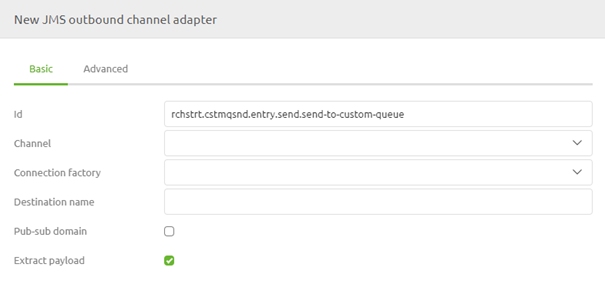 New JMS outbound channel adapter
Basic Advanced
Id rchstrt.cstmqsnd.entry.send.send-to-custom-queue
Channel
Connection factory
Destination name
Pub-sub domain
Extract payload